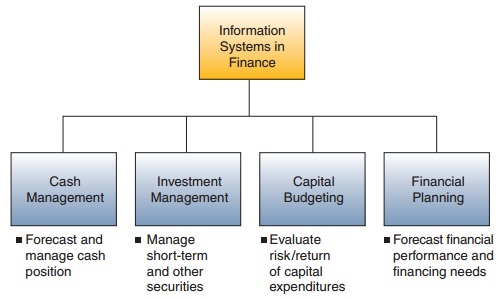 Information
Systems in
Finance
Cash
Management
Investment
Management
Capital
Budgeting
Financial
Planning
■ Forecast and
manage cash
position
■ Manage
short-term
and other
securities
■ Evaluate
risk/return
of capital
expenditures
■ Forecast financial
performance and
financing needs